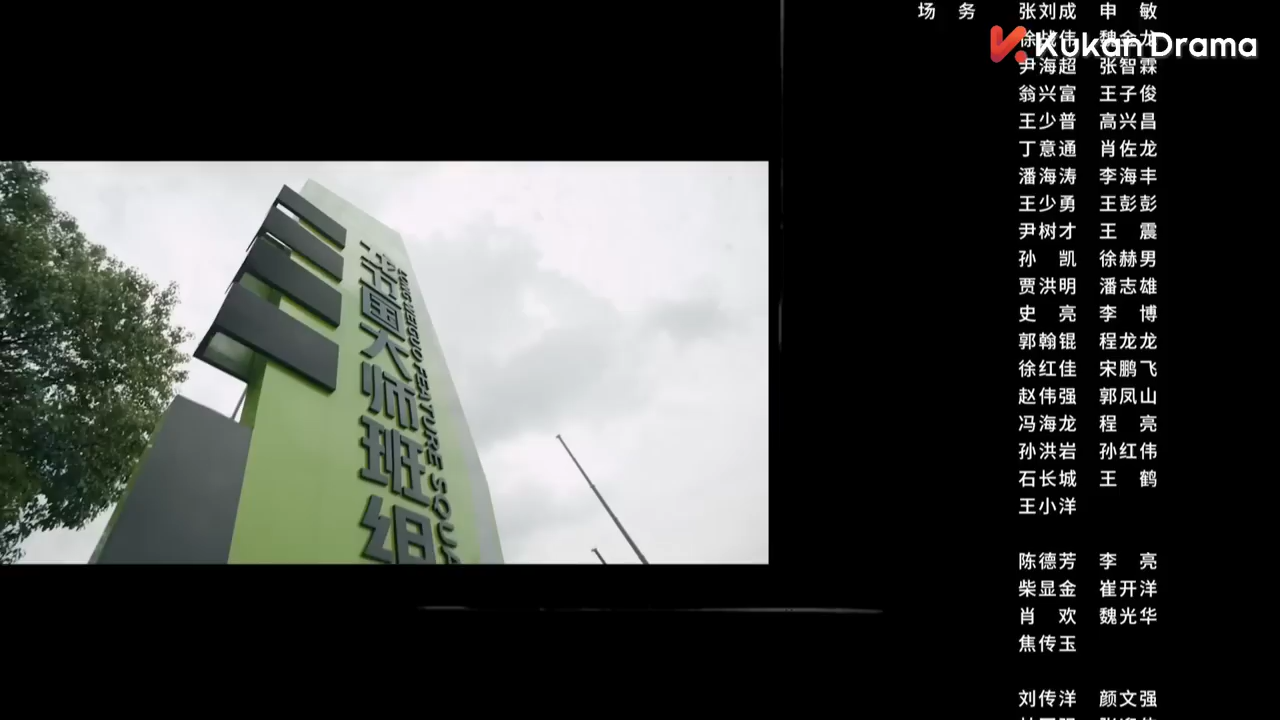 场 务 张刘成 申 敏
Kukan Drama
尹海超 张智霖
翁兴富 王子俊
王少普 高兴昌
丁意通 肖佐龙
潘海涛 李海丰
王少勇 王彭彭
尹树才 王 震
孙 凯 徐赫男
贾洪明 潘志雄
史 亮 李 博
郭翰锟 程龙龙
徐红佳 宋鹏飞
赵伟强 郭凤山
冯海龙 程 亮
孙洪岩 孙红伟
石长城 王 鹤
王小洋
陈德芳 李 亮
柴显金 崔开洋
肖 欢 魏光华
焦传玉
刘传洋 颜文强
大师班组
FEATURE